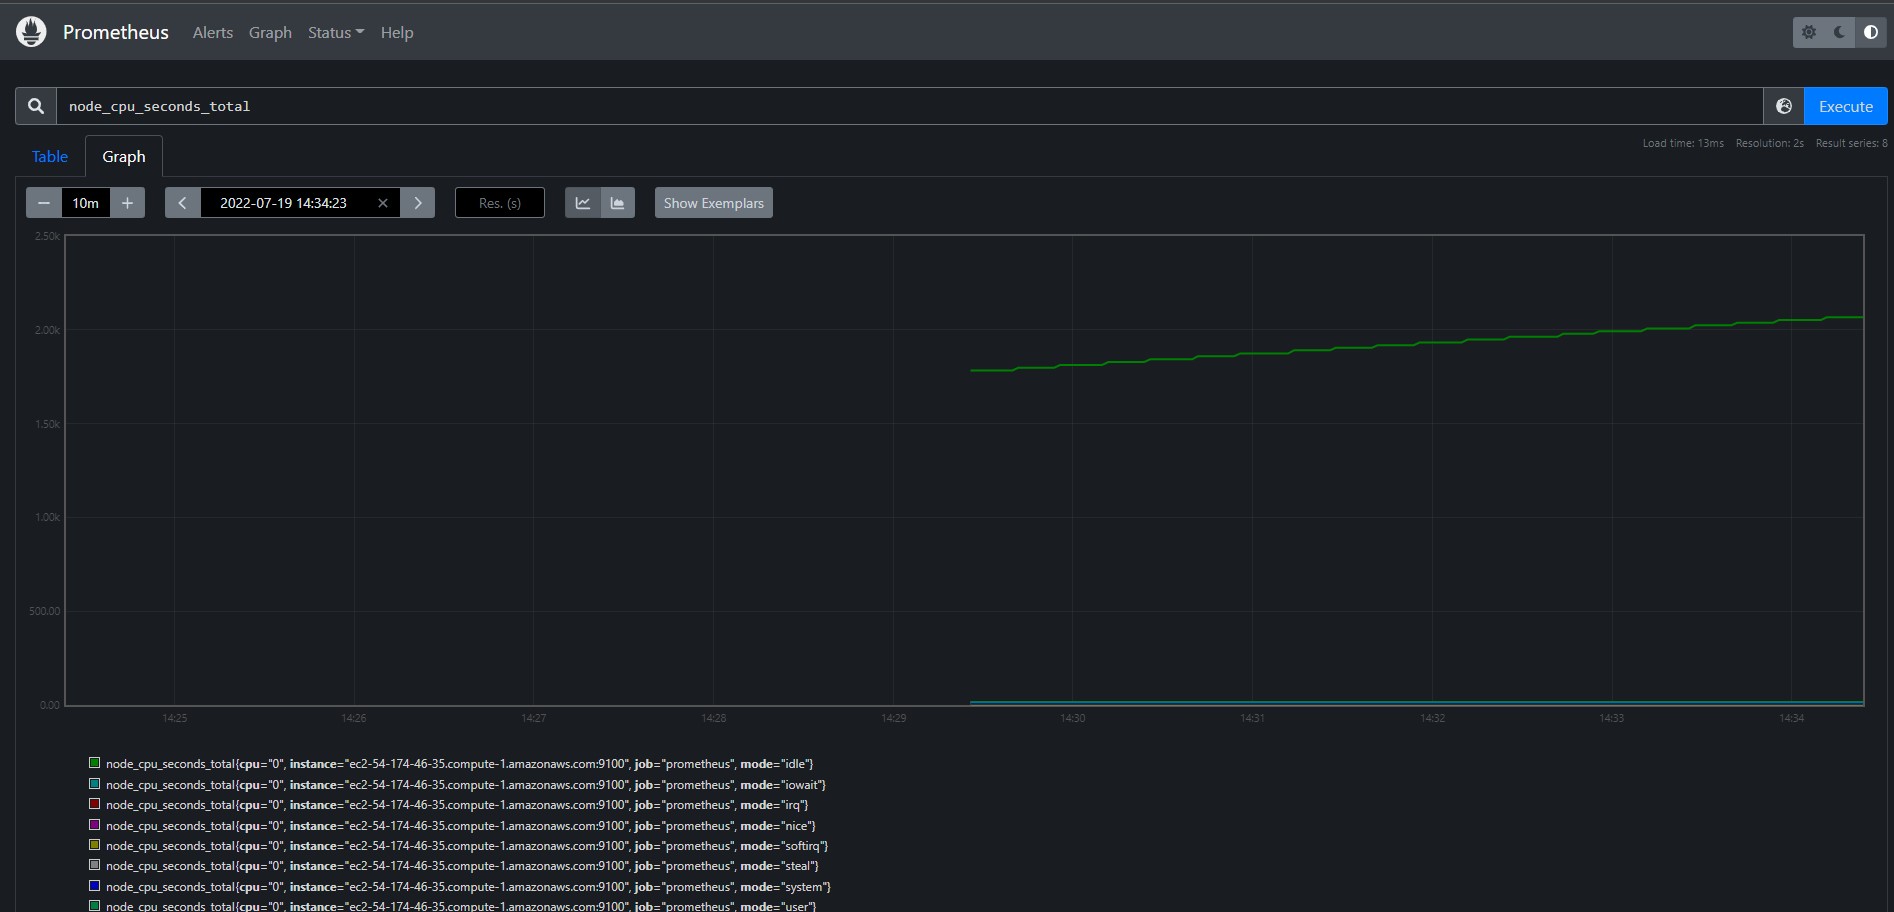 Prometheus Alerts Graph Status Help
node_cpu_seconds_total Execute
Table Graph Load time: 13ms Resolution: 2s Result series: 8
10m 2022-07-19 14:34:23 Res. (s) Show Exemplars
2.50k
2.00k
1.50k
1.00k
500.00
0.00
14:25 14:26 14:27 14:28 14:29 14:30 14:31 14:32 14:33 14:34
node_cpu_seconds_total{cpu="0", instance="ec2-54-174-46-35.compute-1.amazonaws.com:9100", job="prometheus", mode="idle"}
node_cpu_seconds_total{cpu="0", instance="ec2-54-174-46-35.compute-1.amazonaws.com:9100", job="prometheus", mode="iowait"}
node_cpu_seconds_total{cpu="0", instance="ec2-54-174-46-35.compute-1.amazonaws.com:9100", job="prometheus", mode="irq"}
node_cpu_seconds_total{cpu="0", instance="ec2-54-174-46-35.compute-1.amazonaws.com:9100", job="prometheus", mode="nice"}
node_cpu_seconds_total{cpu="0", instance="ec2-54-174-46-35.compute-1.amazonaws.com:9100", job="prometheus", mode="softirq"}
node_cpu_seconds_total{cpu="0", instance="ec2-54-174-46-35.compute-1.amazonaws.com:9100", job="prometheus", mode="steal"}
node_cpu_seconds_total{cpu="0", instance="ec2-54-174-46-35.compute-1.amazonaws.com:9100", job="prometheus", mode="system"}
node_cpu_seconds_total{cpu="0", instance="ec2-54-174-46-35.compute-1.amazonaws.com:9100", job="prometheus", mode="user"}